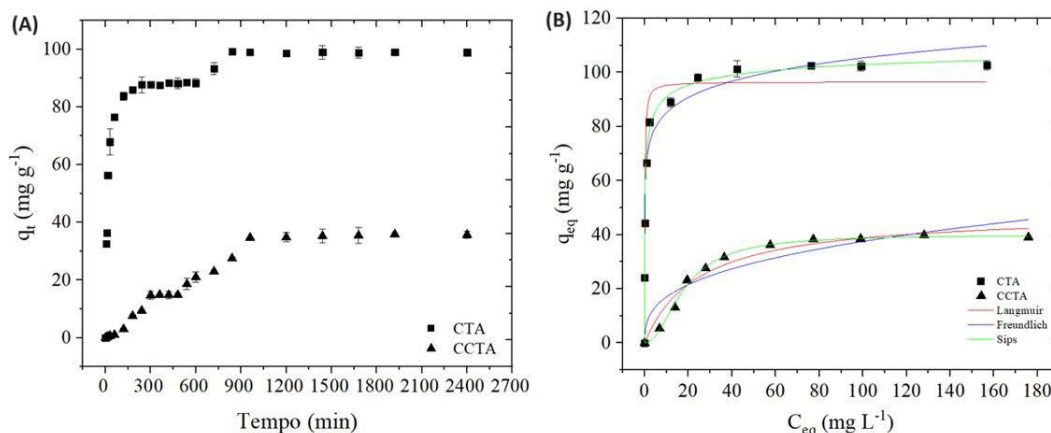 (A)
120
100
80
60
40
20
0
q_t (mg g⁻¹)
CTA
CCTA
0 300 600 900 1200 1500 1800 2100 2400 2700
Tempo (min)
(B)
120
100
80
60
40
20
0
q_eq (mg g⁻¹)
CTA
CCTA
Langmuir
Freundlich
Sips
0 20 40 60 80 100 120 140 160 180
C_eq (mg L⁻¹)